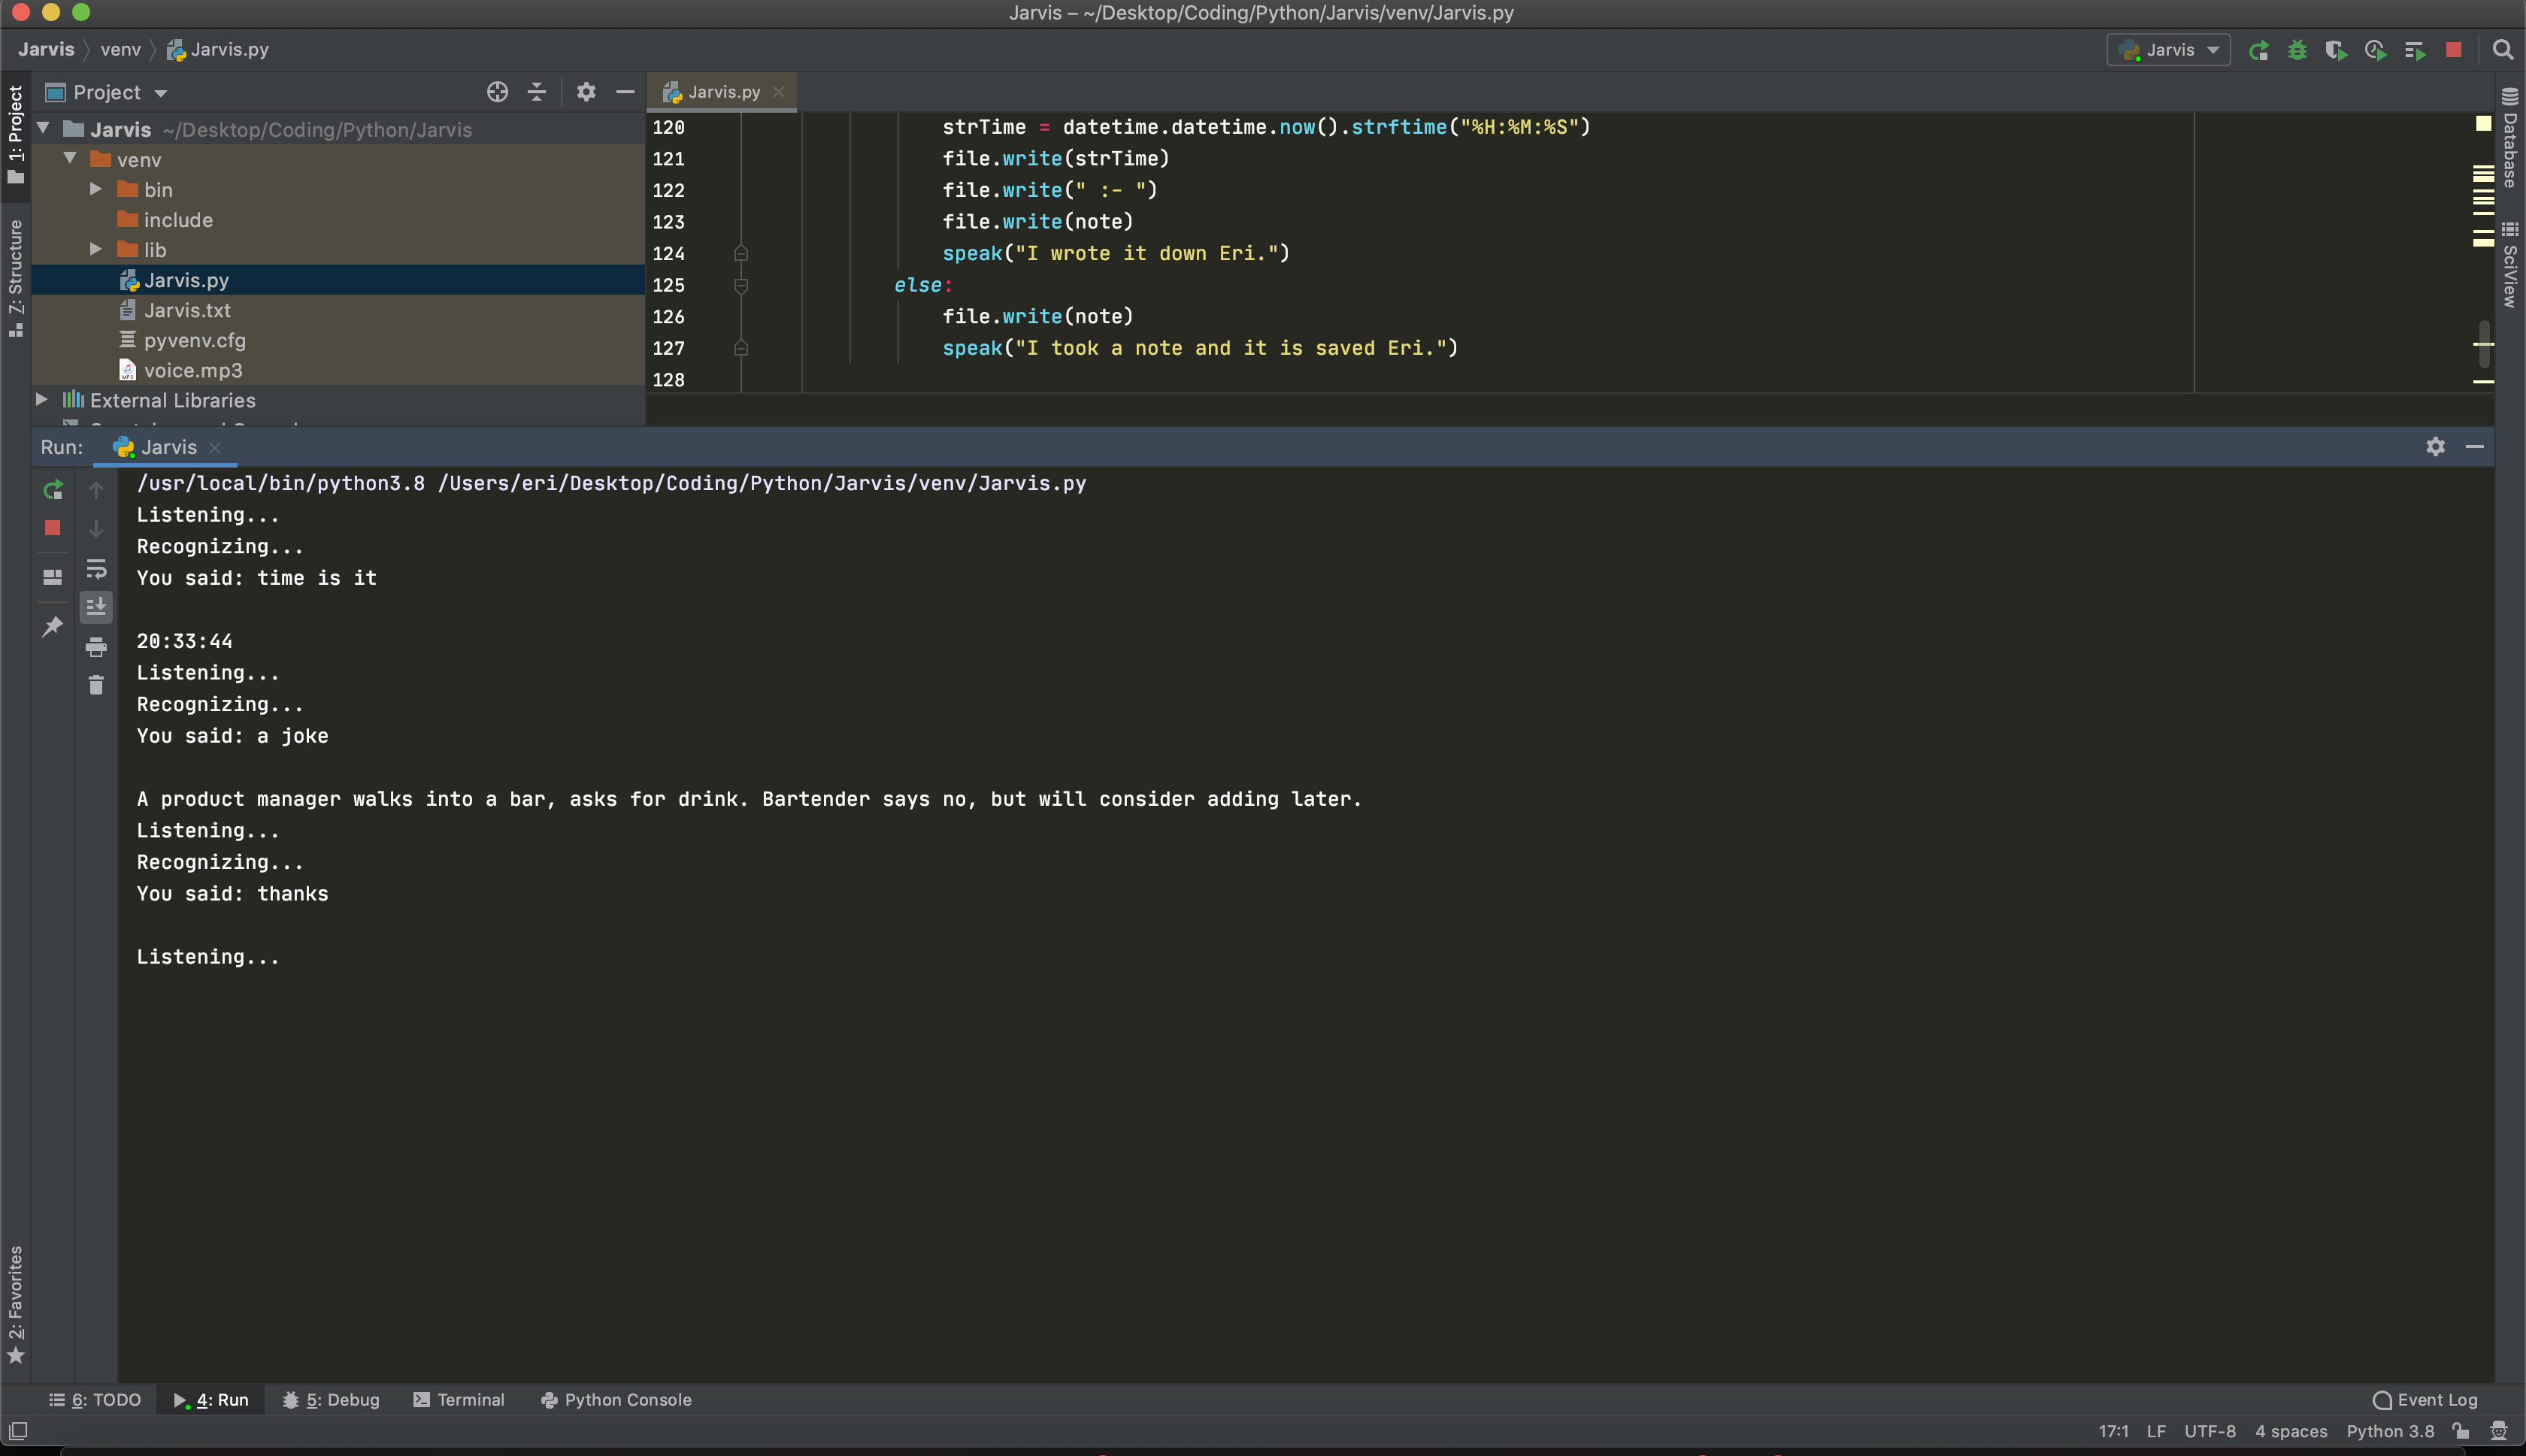 Jarvis – ~/Desktop/Coding/Python/Jarvis/venv/Jarvis.py
Jarvis venv Jarvis.py
Jarvis
1: Project
Z: Structure
2: Favorites
Project
Jarvis ~/Desktop/Coding/Python/Jarvis
venv
bin
include
lib
Jarvis.py
Jarvis.txt
pyvenv.cfg
voice.mp3
External Libraries
Jarvis.py
120 strTime = datetime.datetime.now().strftime("%H:%M:%S")
121 file.write(strTime)
122 file.write(" :- ")
123 file.write(note)
124 speak("I wrote it down Eri.")
125 else:
126 file.write(note)
127 speak("I took a note and it is saved Eri.")
128
Database
SciView
Run: Jarvis
/usr/local/bin/python3.8 /Users/eri/Desktop/Coding/Python/Jarvis/venv/Jarvis.py
Listening...
Recognizing...
You said: time is it
20:33:44
Listening...
Recognizing...
You said: a joke
A product manager walks into a bar, asks for drink. Bartender says no, but will consider adding later.
Listening...
Recognizing...
You said: thanks
Listening...
6: TODO 4: Run 5: Debug Terminal Python Console Event Log
17:1 LF UTF-8 4 spaces Python 3.8